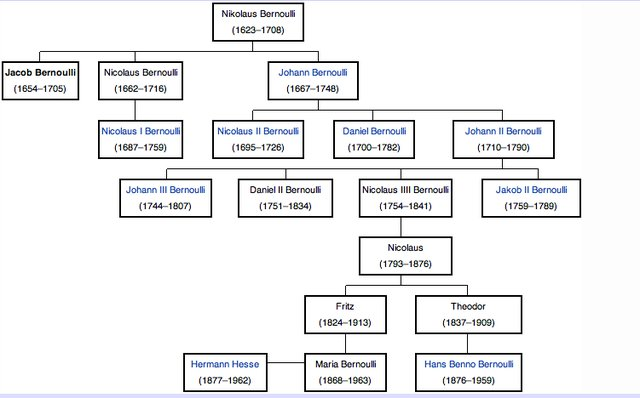 Nikolaus Bernoulli
(1623–1708)
Jacob Bernoulli
(1654–1705)
Nicolaus Bernoulli
(1662–1716)
Johann Bernoulli
(1667–1748)
Nicolaus I Bernoulli
(1687–1759)
Nicolaus II Bernoulli
(1695–1726)
Daniel Bernoulli
(1700–1782)
Johann II Bernoulli
(1710–1790)
Johann III Bernoulli
(1744–1807)
Daniel II Bernoulli
(1751–1834)
Nicolaus IIII Bernoulli
(1754–1841)
Jakob II Bernoulli
(1759–1789)
Nicolaus
(1793–1876)
Fritz
(1824–1913)
Theodor
(1837–1909)
Hermann Hesse
(1877–1962)
Maria Bernoulli
(1868–1963)
Hans Benno Bernoulli
(1876–1959)